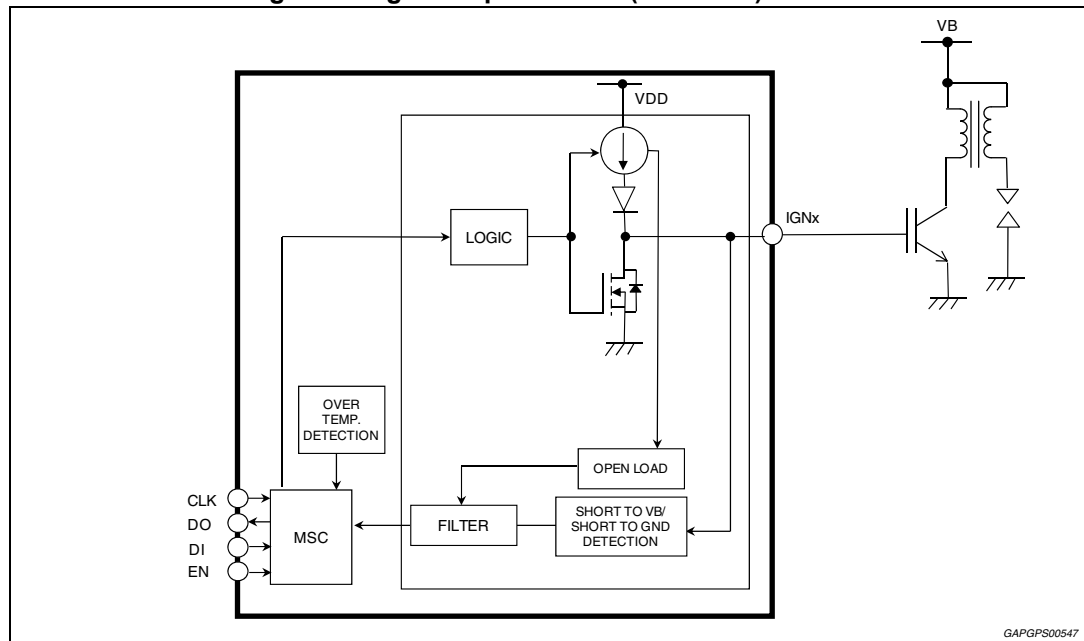 VB
VDD
IGNx
LOGIC
OVER
TEMP.
DETECTION
OPEN LOAD
CLK
DO
DI
EN
MSC
FILTER
SHORT TO VB/
SHORT TO GND
DETECTION
GAPGPS00547